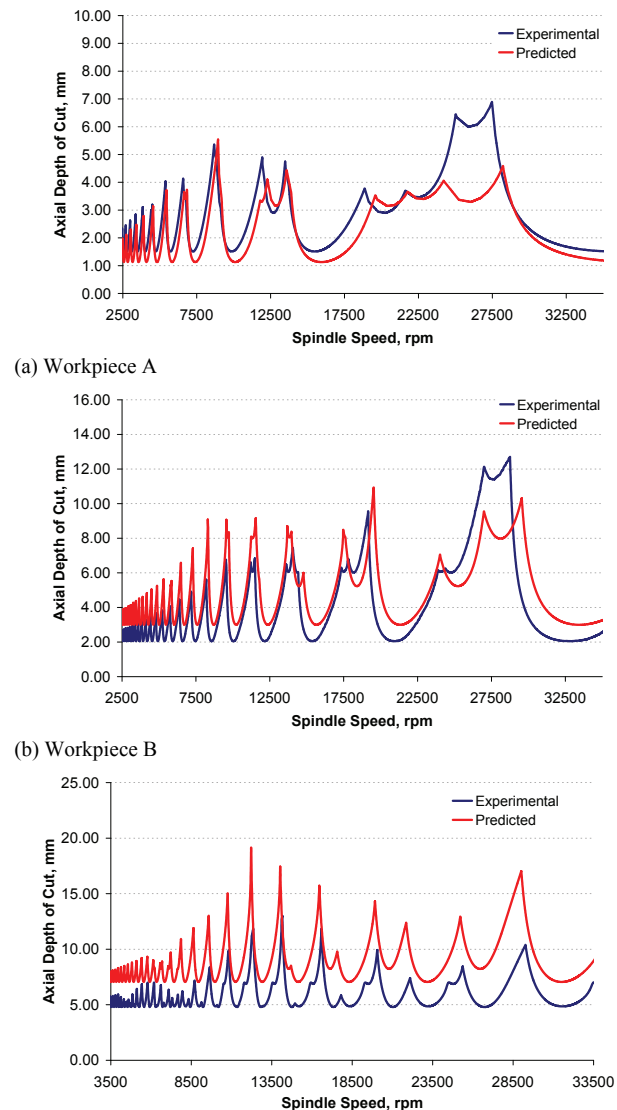 10.00
9.00
8.00
7.00
6.00
5.00
4.00
3.00
2.00
1.00
0.00
Axial Depth of Cut, mm
Experimental
Predicted
2500 7500 12500 17500 22500 27500 32500
Spindle Speed, rpm
(a) Workpiece A
16.00
14.00
12.00
10.00
8.00
6.00
4.00
2.00
0.00
Axial Depth of Cut, mm
Experimental
Predicted
2500 7500 12500 17500 22500 27500 32500
Spindle Speed, rpm
(b) Workpiece B
25.00
20.00
15.00
10.00
5.00
0.00
Axial Depth of Cut, mm
Experimental
Predicted
3500 8500 13500 18500 23500 28500 33500
Spindle Speed, rpm